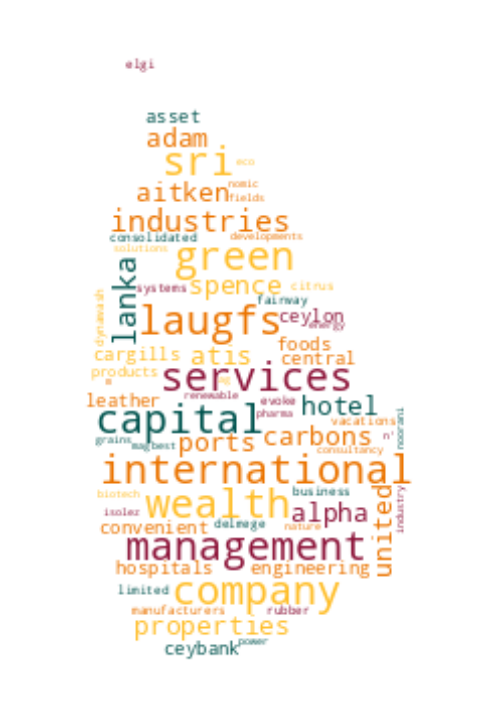 elgi
asset
adam
sri eco
aitken nomic
fields
industries
consolidated developments
solutions
green
lanka
systems spence citrus
fairway
dynawash
laugfs ceylon
energy
foods
cargills atis central
products
services
leather renewable evoke hotel
capital pharma
vacations
noorani
grains magbest ports carbons n'
consultancy
international
biotech wealth business
isolez alpha
industry
united
convenient delmege nature
management
hospitals engineering
limited company
manufacturers rubber
properties
ceybank power